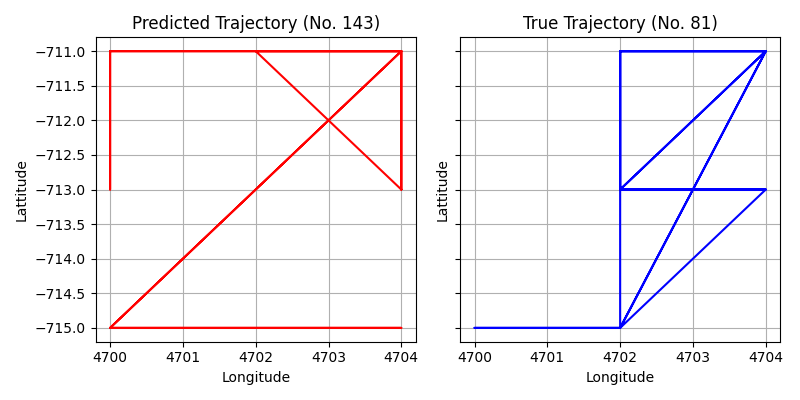 Predicted Trajectory (No. 143)
True Trajectory (No. 81)
−711.0
−711.5
−712.0
−712.5
−713.0
−713.5
−714.0
−714.5
−715.0
Lattitude
Lattitude
4700 4701 4702 4703 4704
4700 4701 4702 4703 4704
Longitude
Longitude